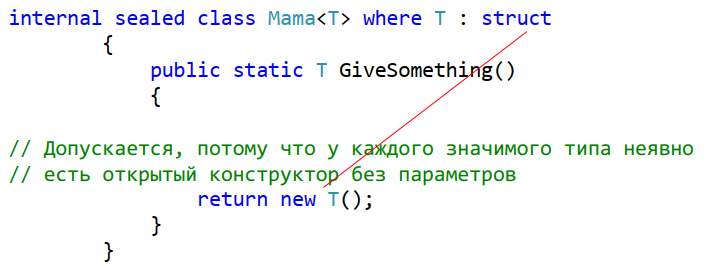 internal sealed class Mama<T> where T : struct
{
public static T GiveSomething()
{
// Допускается, потому что у каждого значимого типа неявно
// есть открытый конструктор без параметров
return new T();
}
}